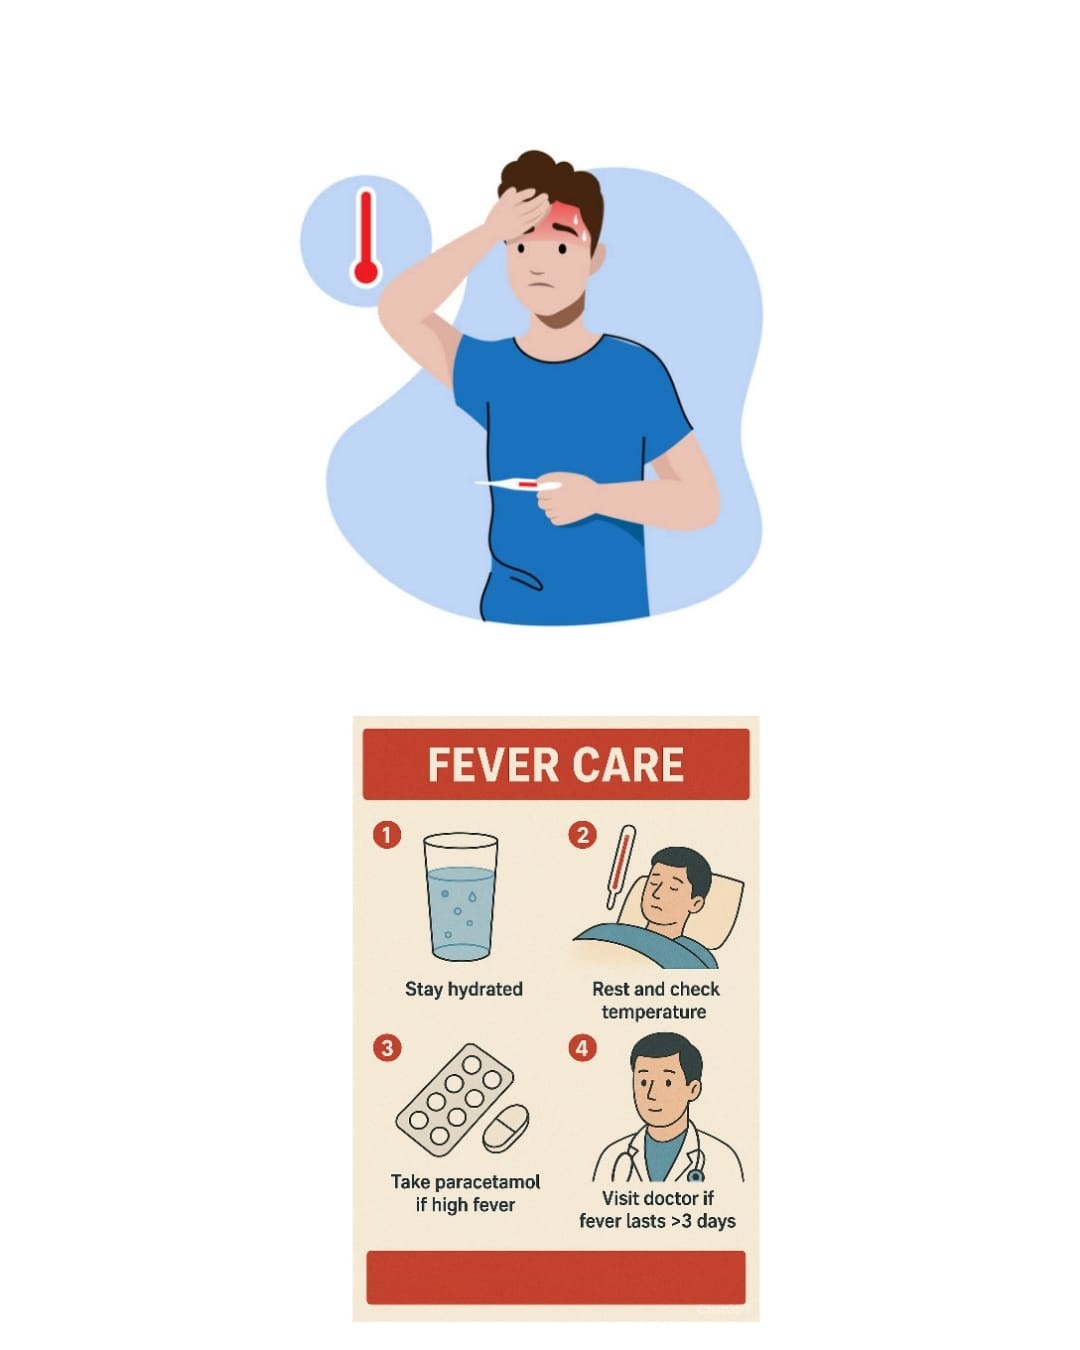 FEVER CARE
1
Stay hydrated
2
Rest and check
temperature
3
Take paracetamol
if high fever
4
Visit doctor if
fever lasts >3 days